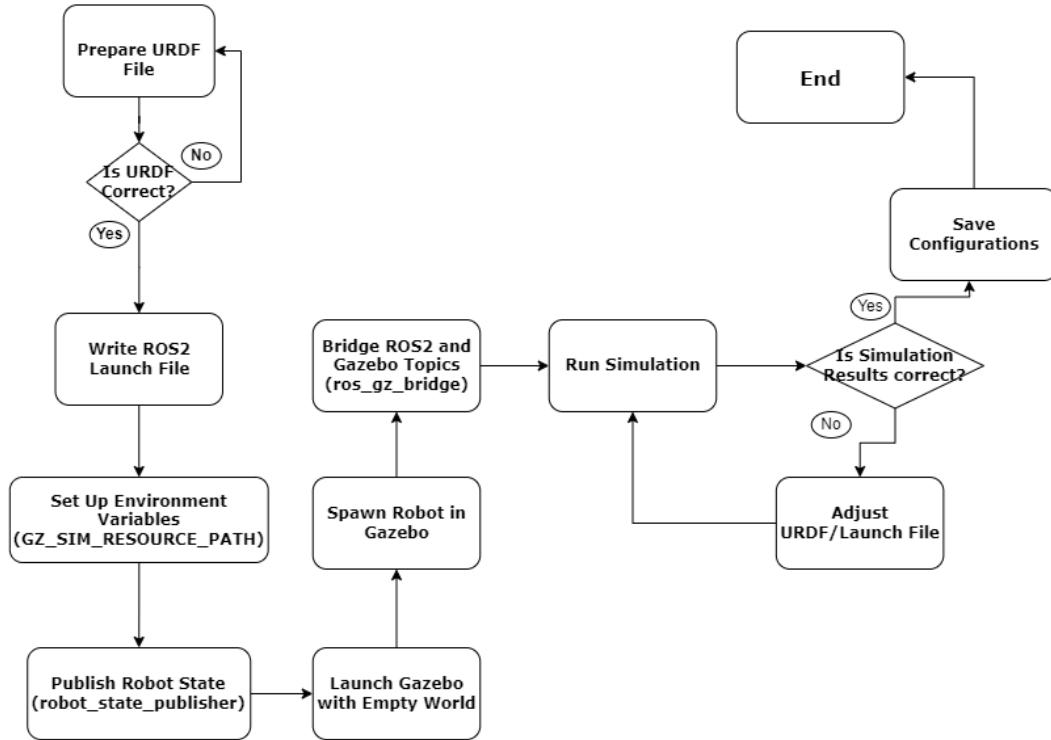 Prepare URDF
File
No
Is URDF
Correct?
Yes
Write ROS2
Launch File
Set Up Environment
Variables
(GZ_SIM_RESOURCE_PATH)
Publish Robot State
(robot_state_publisher)
Launch Gazebo
with Empty World
Spawn Robot in
Gazebo
Bridge ROS2 and
Gazebo Topics
(ros_gz_bridge)
Run Simulation
Is Simulation
Results correct?
No
Adjust
URDF/Launch File
Yes
Save
Configurations
End